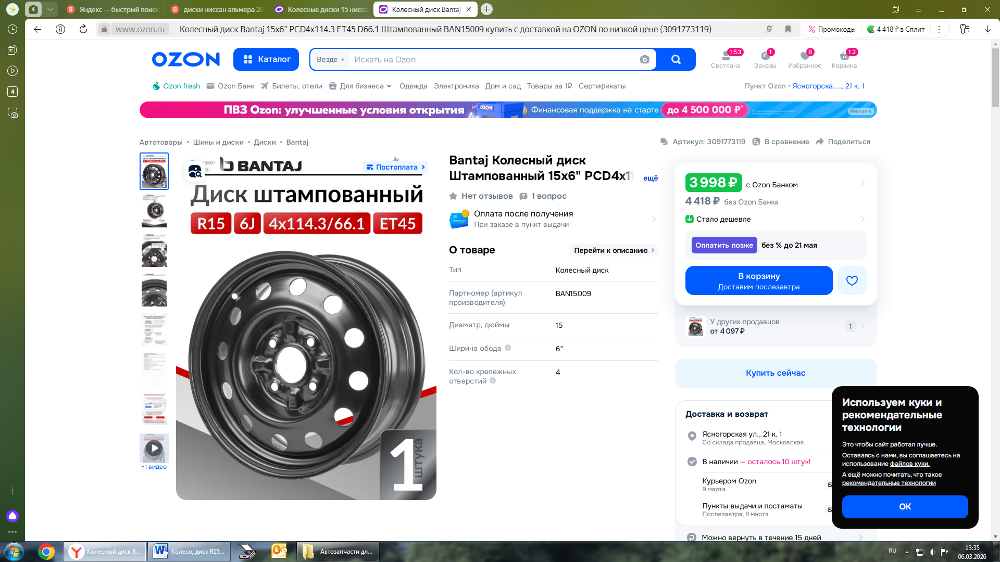 4
Яндекс — быстрый поиск
диски ниссан альмера 20
Колесные диски 15 нисса
Колесный диск Bantaj
www.ozon.ru
Колесный диск Bantaj 15x6" PCD4x114.3 ET45 D66.1 Штампованный BAN15009 купить с доставкой на OZON по низкой цене (3091773119)
Промокоды
4 418 ₽ в Сплит
4
OZON
Каталог
Везде
Искать на Ozon
153
Светлана
1
Заказы
8
Избранное
12
Корзина
Ozon fresh
Ozon Банк
Билеты, отели
Для бизнеса
Одежда
Электроника
Дом и сад
Товары за 1₽
Сертификаты
Пункт Ozon • Ясногорска...., 21 к. 1
ПВЗ Ozon: улучшенные условия открытия
OZON
Финансовая поддержка на старте
до 4 500 000 ₽*
Реклама
Автотовары • Шины и диски • Диски • Bantaj
Артикул: 3091773119
В сравнение
Поделиться
+1 видео
BANTAJ
Постоплата
Диск штампованный
R15
6J
4x114.3/66.1
ET45
1
штука
Bantaj Колесный диск
Штампованный 15x6" PCD4x11
ещё
Нет отзывов
1 вопрос
Оплата после получения
При заказе в пункт выдачи
О товаре
Перейти к описанию
Тип
Колесный диск
Партномер (артикул производителя)
BAN15009
Диаметр, дюймы
15
Ширина обода
6"
Кол-во крепежных отверстий
4
3 998 ₽
с Ozon Банком
4 418 ₽
без Ozon Банка
Стало дешевле
Оплатить позже
без % до 21 мая
В корзину
Доставим послезавтра
У других продавцов
от 4 097 ₽
1
Купить сейчас
Доставка и возврат
Ясногорская ул., 21 к. 1
Со склада продавца, Московская
В наличии — осталось 10 штук!
Курьером Ozon
9 марта
Б
Пункты выдачи и постаматы
Послезавтра, 8 марта
Б
Можно вернуть в течение 15 дней
Используем куки и
рекомендательные
технологии
Это чтобы сайт работал лучше.
Оставаясь с нами, вы соглашаетесь на
использование файлов куки.
А ещё можно почитать, что такое
рекомендательные технологии
ОК
Колесный диск B...
Колесо, диск R15...
Автозапчасти дл...
RU
13:35
06.03.2026